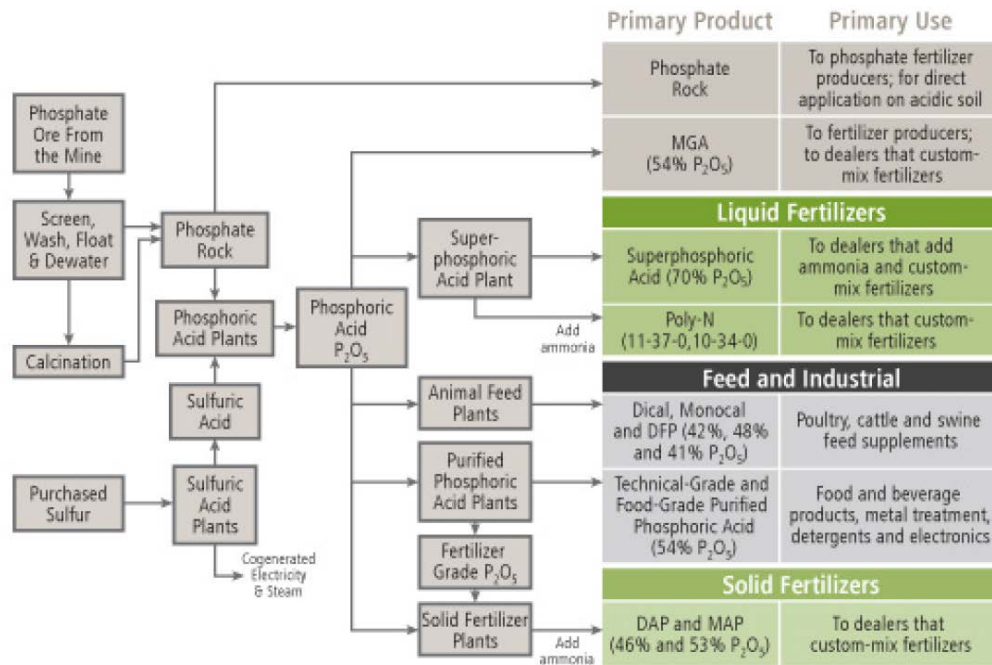 Primary Product
Primary Use
Phosphate
Ore From
the Mine
Screen,
Wash, Float
& Dewater
Calcination
Purchased
Sulfur
Phosphate
Rock
Phosphoric
Acid Plants
Sulfuric
Acid
Sulfuric
Acid
Plants
Cogenerated
Electricity
& Steam
Phosphoric
Acid
P₂O₅
Super-
phosphoric
Acid Plant
Add
ammonia
Animal Feed
Plants
Purified
Phosphoric
Acid Plants
Fertilizer
Grade P₂O₅
Solid Fertilizer
Plants
Add
ammonia
Phosphate
Rock
To phosphate fertilizer
producers; for direct
application on acidic soil
MGA
(54% P₂O₅)
To fertilizer producers;
to dealers that custom-
mix fertilizers
Liquid Fertilizers
Superphosphoric
Acid (70% P₂O₅)
To dealers that add
ammonia and custom-
mix fertilizers
Poly-N
(11-37-0,10-34-0)
To dealers that custom-
mix fertilizers
Feed and Industrial
Dical, Monocal
and DFP (42%, 48%
and 41% P₂O₅)
Poultry, cattle and swine
feed supplements
Technical-Grade and
Food-Grade Purified
Phosphoric Acid
(54% P₂O₅)
Food and beverage
products, metal treatment,
detergents and electronics
Solid Fertilizers
DAP and MAP
(46% and 53% P₂O₅)
To dealers that
custom-mix fertilizers